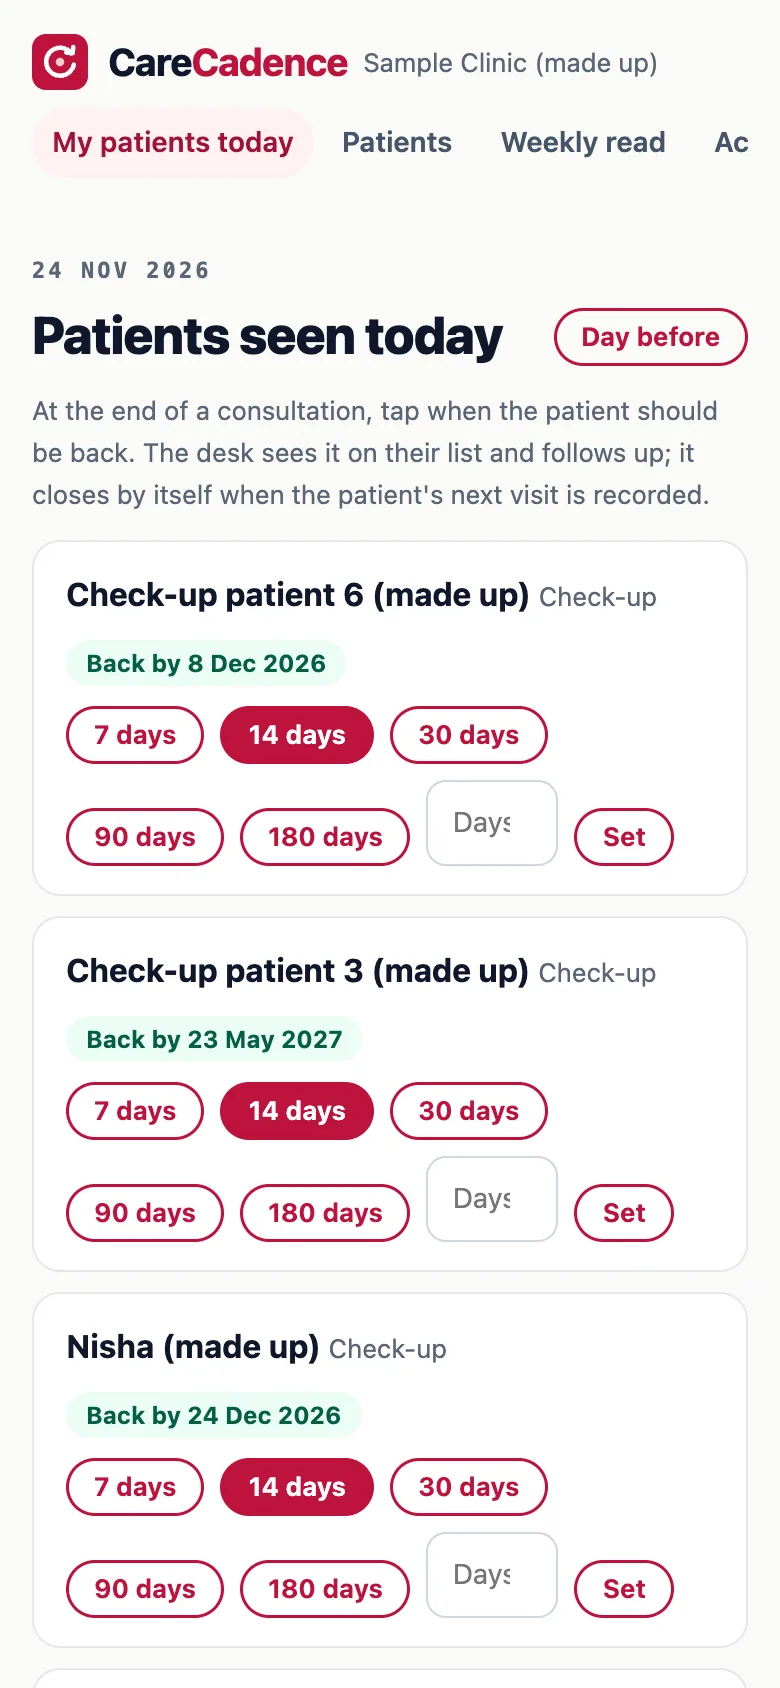 CareCadence Sample Clinic (made up)
My patients today Patients Weekly read Ac
24 NOV 2026
Patients seen today Day before
At the end of a consultation, tap when the patient should
be back. The desk sees it on their list and follows up; it
closes by itself when the patient's next visit is recorded.
Check-up patient 6 (made up) Check-up
Back by 8 Dec 2026
7 days 14 days 30 days
90 days 180 days Days Set
Check-up patient 3 (made up) Check-up
Back by 23 May 2027
7 days 14 days 30 days
90 days 180 days Days Set
Nisha (made up) Check-up
Back by 24 Dec 2026
7 days 14 days 30 days
90 days 180 days Days Set